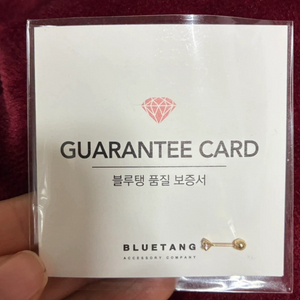 GUARANTEE CARD
블루탱 품질 보증서
BLUETANG
ACCESSORY COMPANY